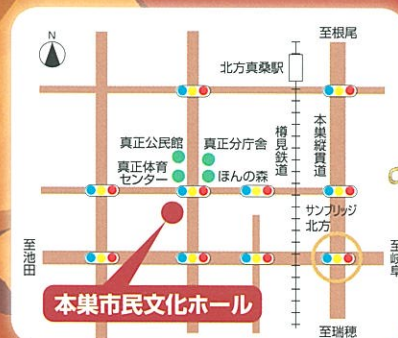 N
至根尾
北方真桑駅
真正公民館
真正分庁舎
真正体育
センター
ほんの森
樽見鉄道
本巣縦貫道
サンブリッジ
北方
至池田
至岐阜
本巣市民文化ホール
至瑞穂